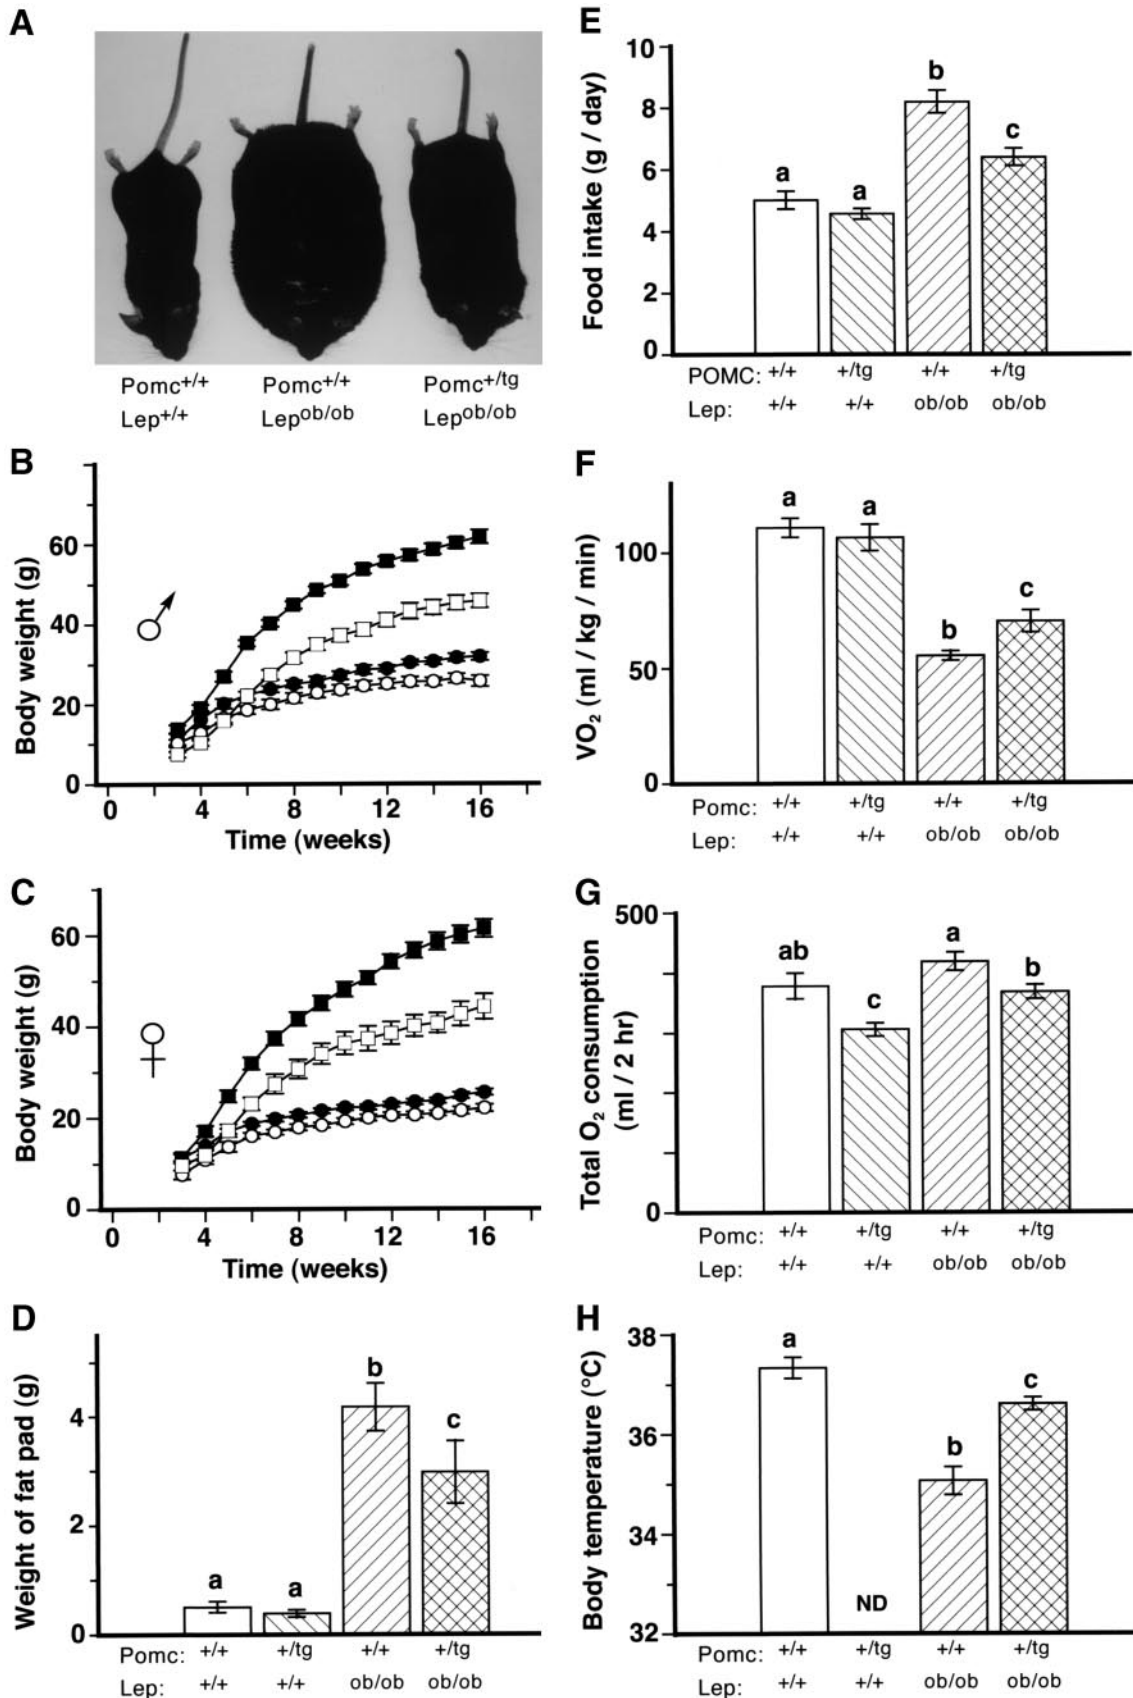 A
Pomc+/+ Pomc+/+ Pomc+/tg
Lep+/+ Lepob/ob Lepob/ob
B
Body weight (g)
60
40
20
0
0 4 8 12 16
Time (weeks)
C
Body weight (g)
60
40
20
0
0 4 8 12 16
Time (weeks)
D
Weight of fat pad (g)
4
2
0
a a b c
Pomc: +/+ +/tg +/+ +/tg
Lep: +/+ +/+ ob/ob ob/ob
E
Food intake (g / day)
10
8
6
4
2
0
a a b c
POMC: +/+ +/tg +/+ +/tg
Lep: +/+ +/+ ob/ob ob/ob
F
VO2 (ml / kg / min)
100
50
0
a a b c
Pomc: +/+ +/tg +/+ +/tg
Lep: +/+ +/+ ob/ob ob/ob
G
Total O2 consumption
(ml / 2 hr)
500
0
ab c a b
Pomc: +/+ +/tg +/+ +/tg
Lep: +/+ +/+ ob/ob ob/ob
H
Body temperature (°C)
38
36
34
32
a ND b c
Pomc: +/+ +/tg +/+ +/tg
Lep: +/+ +/+ ob/ob ob/ob